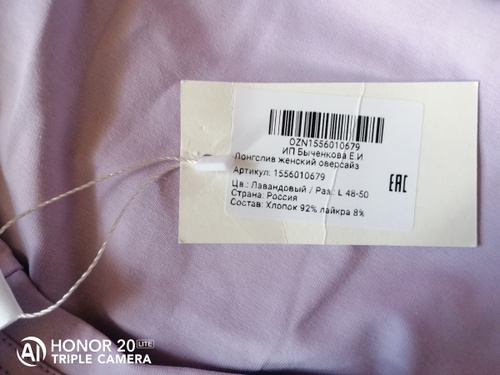 OZN1556010679
ИП Быченкова Е.И
Лонгслив женский оверсайз
Артикул: 1556010679
Цв.: Лавандовый / Раз.: L 48-50
Страна: Россия
Состав: Хлопок 92% лайкра 8%
EAC
AI HONOR 20 LITE
TRIPLE CAMERA